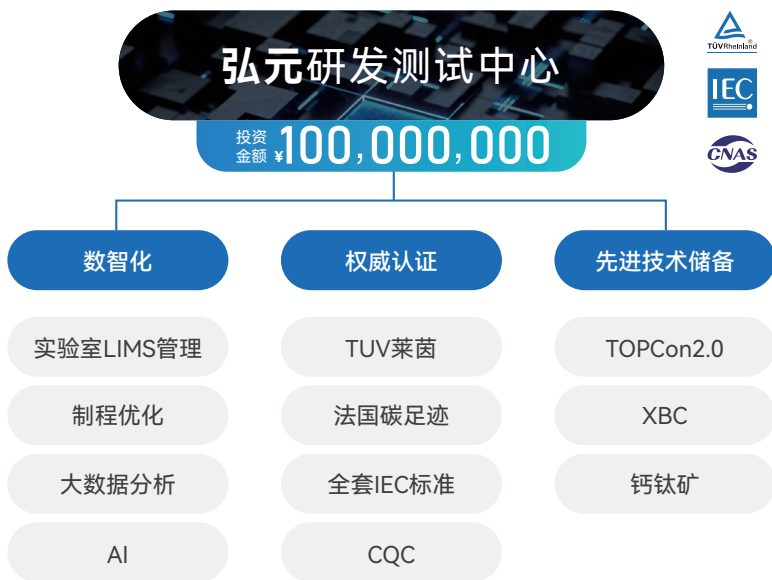 弘元研发测试中心
投资
金额 ¥100,000,000
TÜVRheinland®
IEC
CNAS
数智化
权威认证
先进技术储备
实验室LIMS管理
TUV莱茵
TOPCon2.0
制程优化
法国碳足迹
XBC
大数据分析
全套IEC标准
钙钛矿
AI
CQC